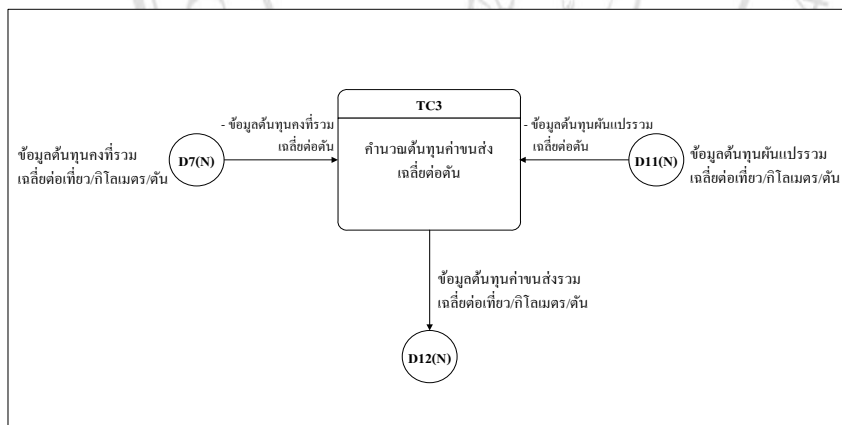 TC3
- ข้อมูลต้นทุนคงที่รวม
เฉลี่ยต่อตัน
- ข้อมูลต้นทุนผันแปรรวม
เฉลี่ยต่อตัน
คำนวณต้นทุนค่าขนส่ง
เฉลี่ยต่อตัน
ข้อมูลต้นทุนคงที่รวม
เฉลี่ยต่อเที่ยว/กิโลเมตร/ตัน
D7(N)
D11(N)
ข้อมูลต้นทุนผันแปรรวม
เฉลี่ยต่อเที่ยว/กิโลเมตร/ตัน
ข้อมูลต้นทุนค่าขนส่งรวม
เฉลี่ยต่อเที่ยว/กิโลเมตร/ตัน
D12(N)